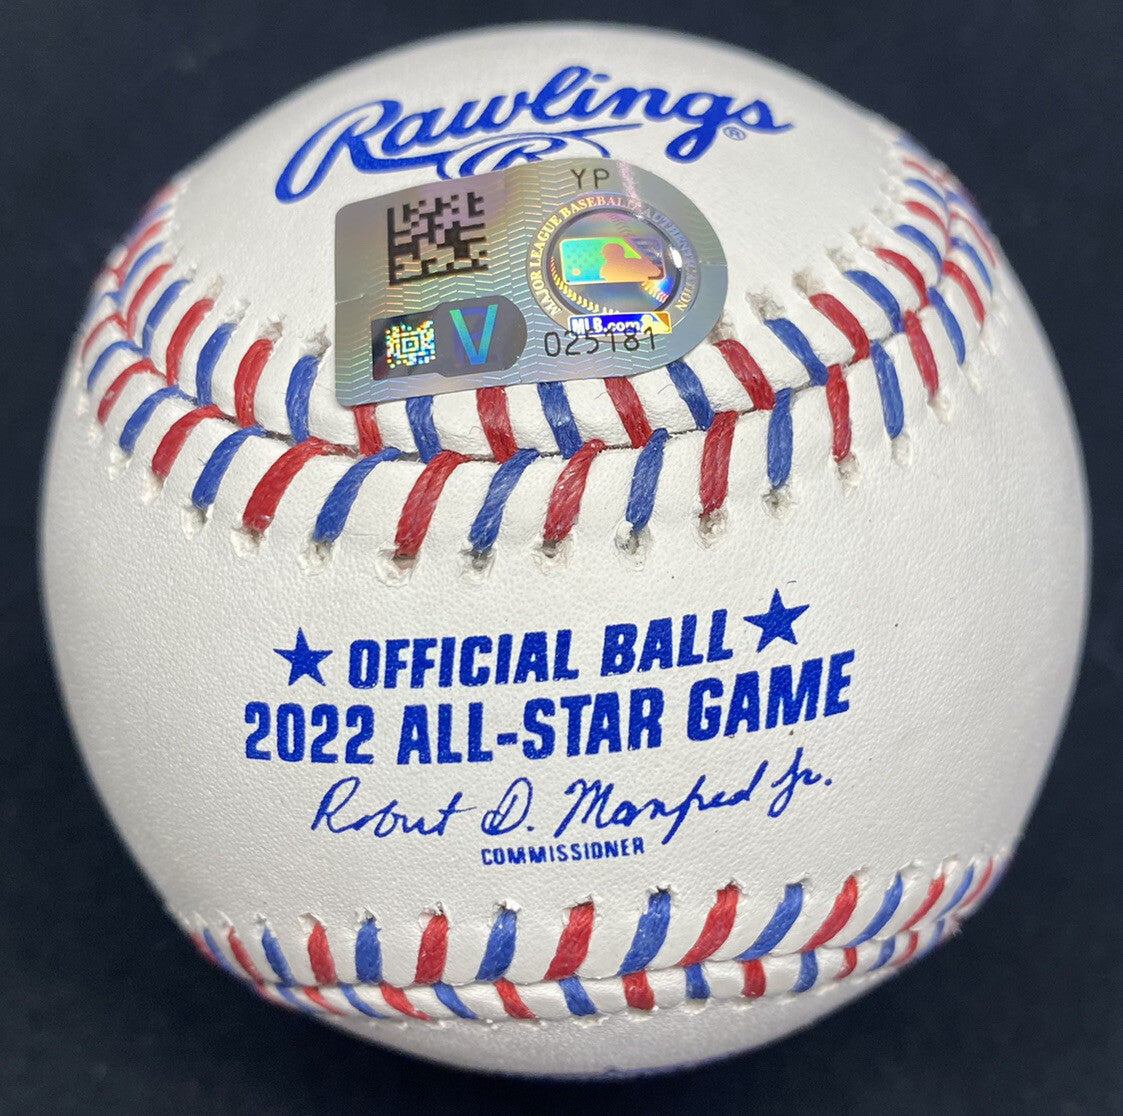 Rawlings®
R
YP
MAJOR LEAGUE BASEBALL AUTHENTICATION
MLB.com
V
025181
★ OFFICIAL BALL ★
2022 ALL-STAR GAME
Robert D. Manfred Jr.
COMMISSIONER